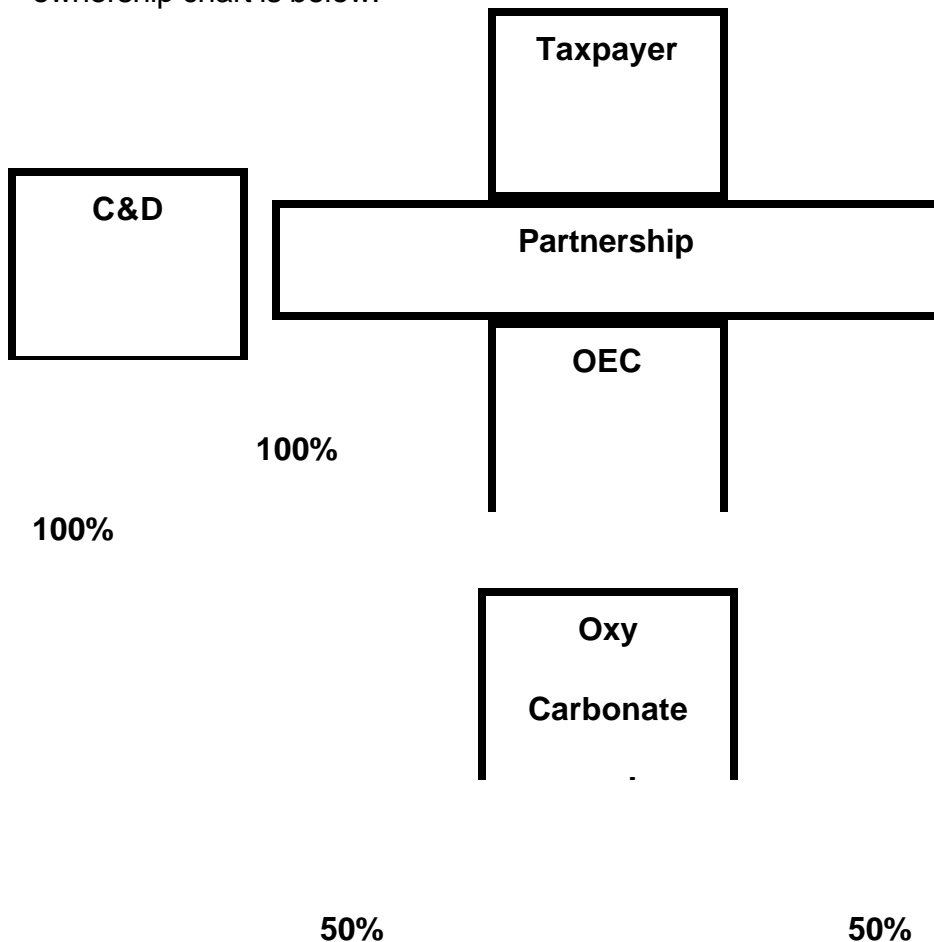 ownership chart is below:
Taxpayer
C&D
Partnership
OEC
100%
100%
Oxy
Carbonate
50% 50%